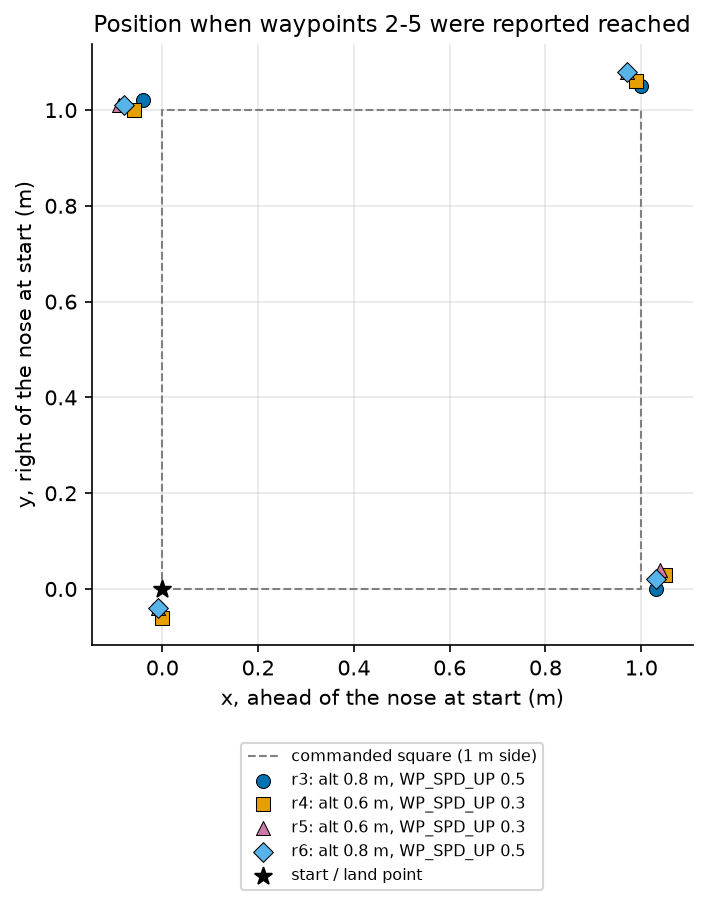 Position when waypoints 2-5 were reported reached
y, right of the nose at start (m)
1.0
0.8
0.6
0.4
0.2
0.0
0.0 0.2 0.4 0.6 0.8 1.0
x, ahead of the nose at start (m)
commanded square (1 m side)
r3: alt 0.8 m, WP_SPD_UP 0.5
r4: alt 0.6 m, WP_SPD_UP 0.3
r5: alt 0.6 m, WP_SPD_UP 0.3
r6: alt 0.8 m, WP_SPD_UP 0.5
start / land point